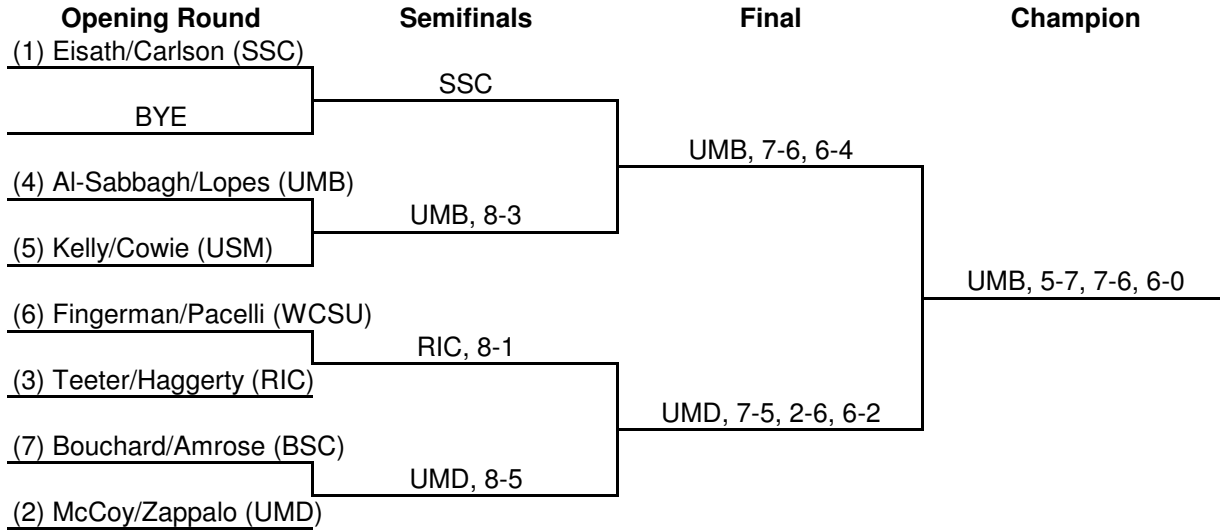 Opening Round Semifinals Final Champion
(1) Eisath/Carlson (SSC)
SSC
BYE
UMB, 7-6, 6-4
(4) Al-Sabbagh/Lopes (UMB)
UMB, 8-3
(5) Kelly/Cowie (USM)
UMB, 5-7, 7-6, 6-0
(6) Fingerman/Pacelli (WCSU)
RIC, 8-1
(3) Teeter/Haggerty (RIC)
UMD, 7-5, 2-6, 6-2
(7) Bouchard/Amrose (BSC)
UMD, 8-5
(2) McCoy/Zappalo (UMD)